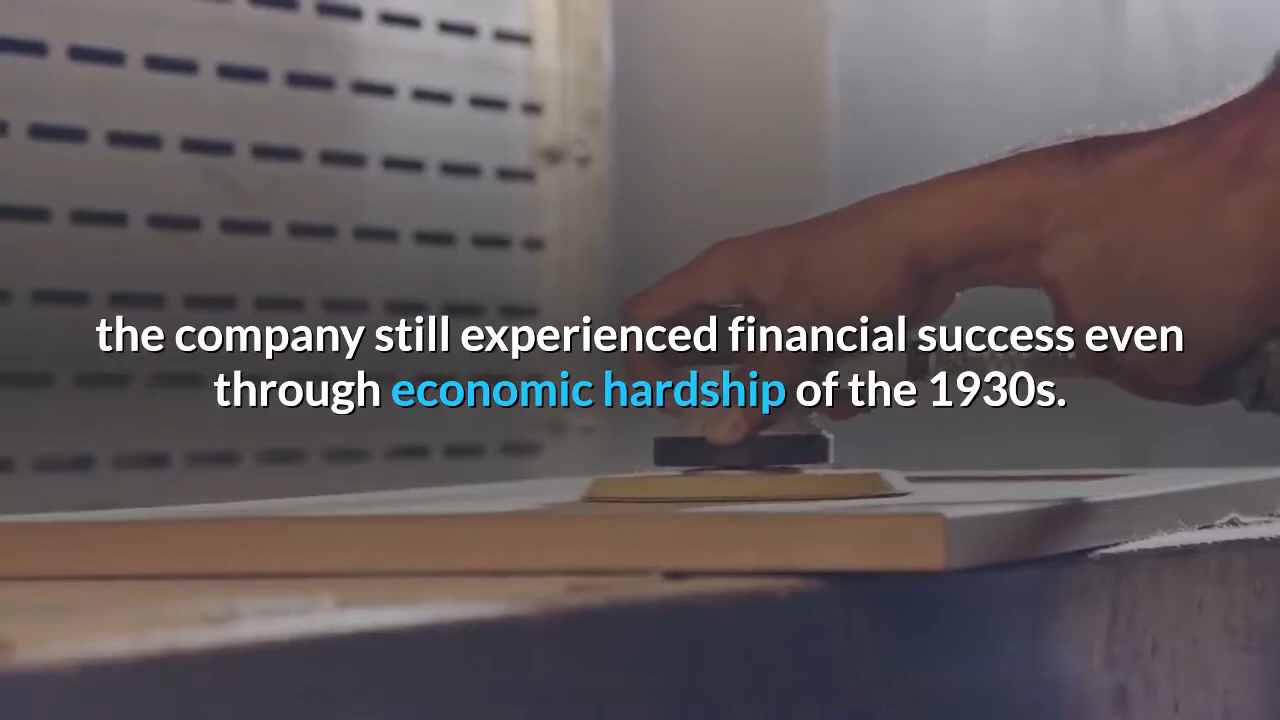 the company still experienced financial success even
through economic hardship of the 1930s.